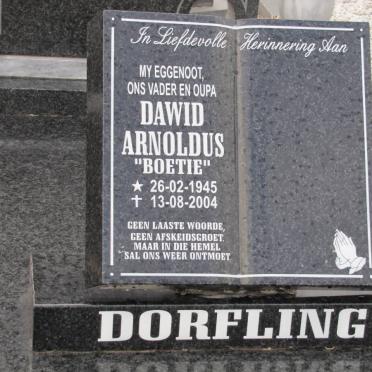 In Liefdevolle Herinnering Aan
MY EGGENOOT,
ONS VADER EN OUPA
DAWID
ARNOLDUS
"BOETIE"
★ 26-02-1945
✝ 13-08-2004
GEEN LAASTE WOORDE,
GEEN AFSKEIDSGROET.
MAAR IN DIE HEMEL
SAL ONS WEER ONTMOET.
DORFLING